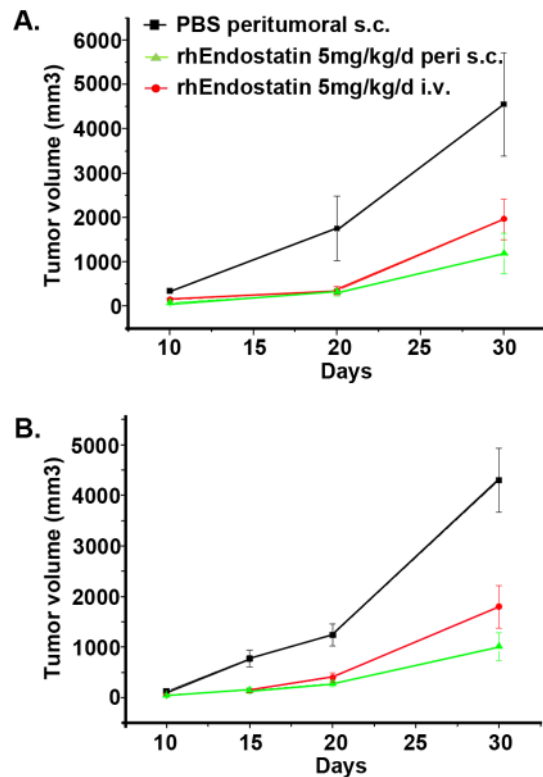 A.
PBS peritumoral s.c.
rhEndostatin 5mg/kg/d peri s.c.
rhEndostatin 5mg/kg/d i.v.
Tumor volume (mm3)
6000
5000
4000
3000
2000
1000
0
10 15 20 25 30
Days
B.
Tumor volume (mm3)
5000
4000
3000
2000
1000
0
10 15 20 25 30
Days